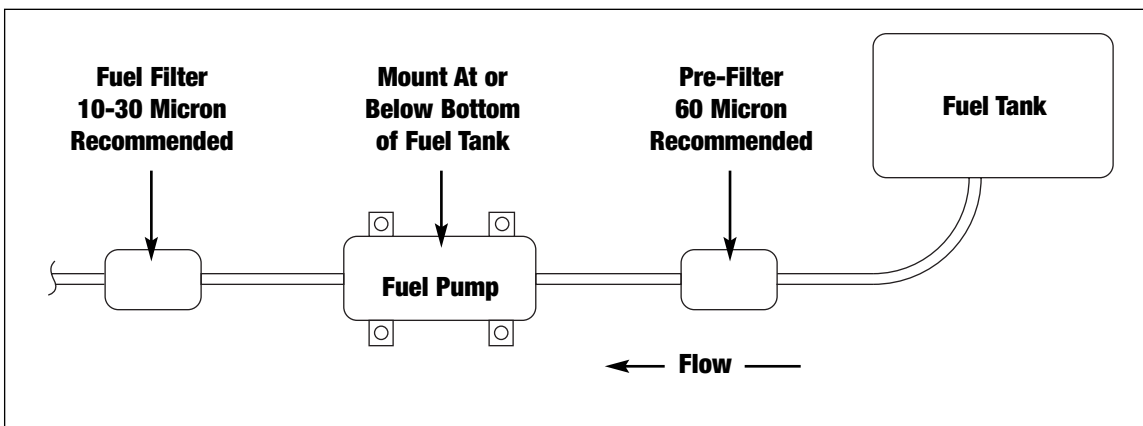 Fuel Filter
10-30 Micron
Recommended
Mount At or
Below Bottom
of Fuel Tank
Pre-Filter
60 Micron
Recommended
Fuel Tank
Fuel Pump
Flow